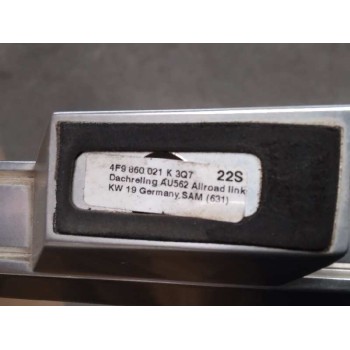 4F9 860 021 K 3Q7 22S
Dachreling AU562 Allroad link
KW 19 Germany SAM (631)